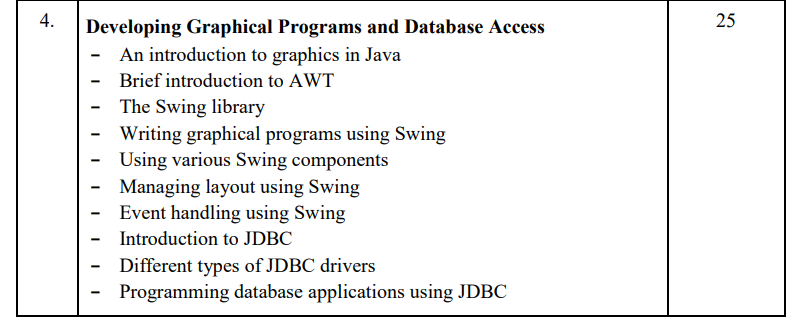 4.
Developing Graphical Programs and Database Access
25
– An introduction to graphics in Java
– Brief introduction to AWT
– The Swing library
– Writing graphical programs using Swing
– Using various Swing components
– Managing layout using Swing
– Event handling using Swing
– Introduction to JDBC
– Different types of JDBC drivers
– Programming database applications using JDBC